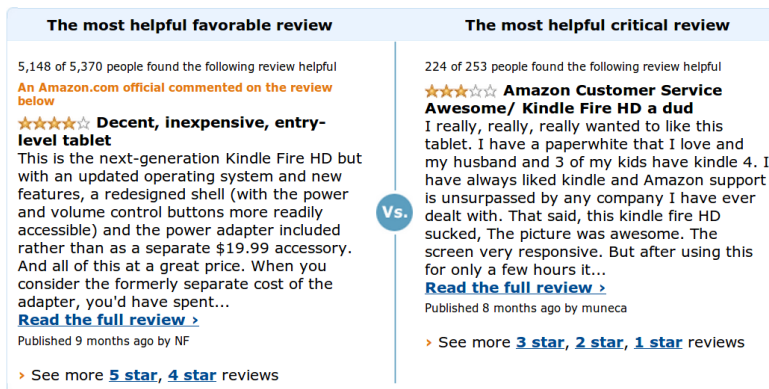 The most helpful favorable review
5,148 of 5,370 people found the following review helpful
An Amazon.com official commented on the review
below
Decent, inexpensive, entry-
level tablet
This is the next-generation Kindle Fire HD but
with an updated operating system and new
features, a redesigned shell (with the power
and volume control buttons more readily
accessible) and the power adapter included
rather than as a separate $19.99 accessory.
And all of this at a great price. When you
consider the formerly separate cost of the
adapter, you'd have spent...
Read the full review ›
Published 9 months ago by NF
› See more 5 star, 4 star reviews
Vs.
The most helpful critical review
224 of 253 people found the following review helpful
Amazon Customer Service
Awesome/ Kindle Fire HD a dud
I really, really, really wanted to like this
tablet. I have a paperwhite that I love and
my husband and 3 of my kids have kindle 4. I
have always liked kindle and Amazon support
is unsurpassed by any company I have ever
dealt with. That said, this kindle fire HD
sucked, The picture was awesome. The
screen very responsive. But after using this
for only a few hours it...
Read the full review ›
Published 8 months ago by muneca
› See more 3 star, 2 star, 1 star reviews